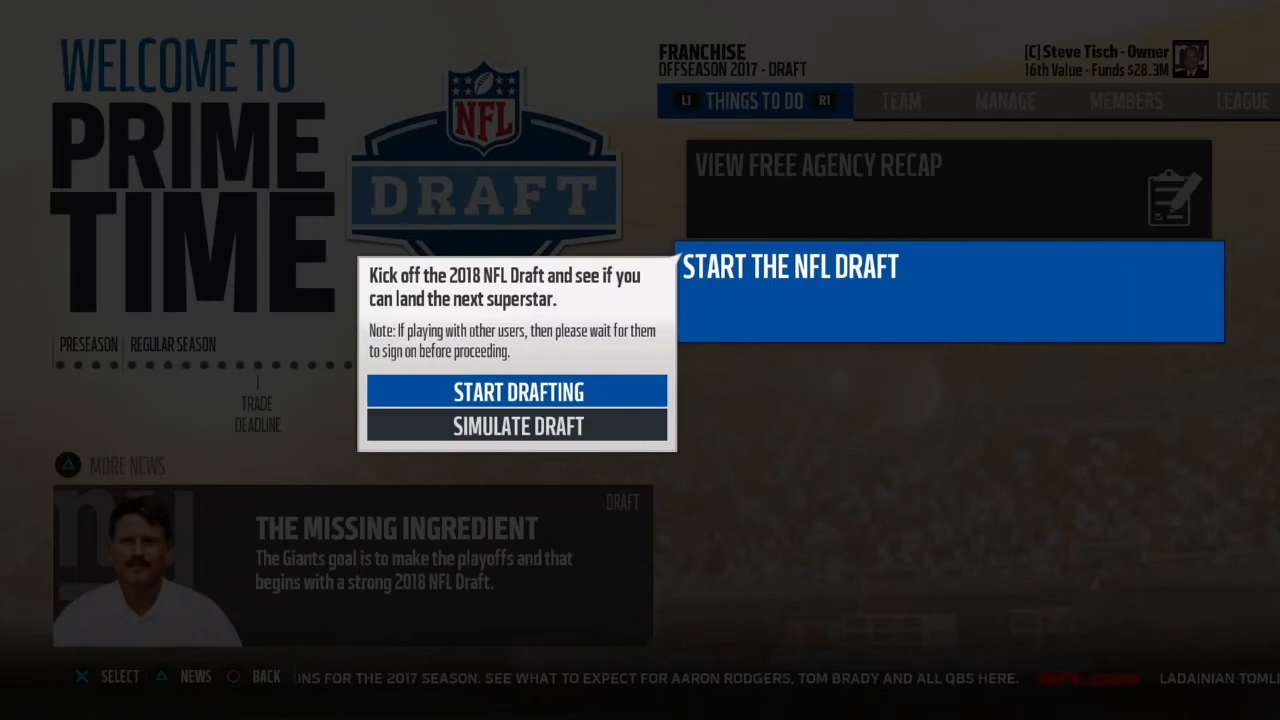 WELCOME TO
PRIME
TIME
NFL
DRAFT
PRESEASON
REGULAR SEASON
TRADE
DEADLINE
MORE NEWS
DRAFT
THE MISSING INGREDIENT
The Giants goal is to make the playoffs and that
begins with a strong 2018 NFL Draft.
FRANCHISE
OFFSEASON 2017 - DRAFT
[C] Steve Tisch - Owner
16th Value - Funds $28.3M
L1 THINGS TO DO R1
TEAM
MANAGE
MEMBERS
LEAGUE
VIEW FREE AGENCY RECAP
START THE NFL DRAFT
Kick off the 2018 NFL Draft and see if you
can land the next superstar.
Note: If playing with other users, then please wait for them
to sign on before proceeding.
START DRAFTING
SIMULATE DRAFT
SELECT
NEWS
BACK
ONS FOR THE 2017 SEASON. SEE WHAT TO EXPECT FOR AARON RODGERS, TOM BRADY AND ALL QBS HERE.
LADAINIAN TOMLI